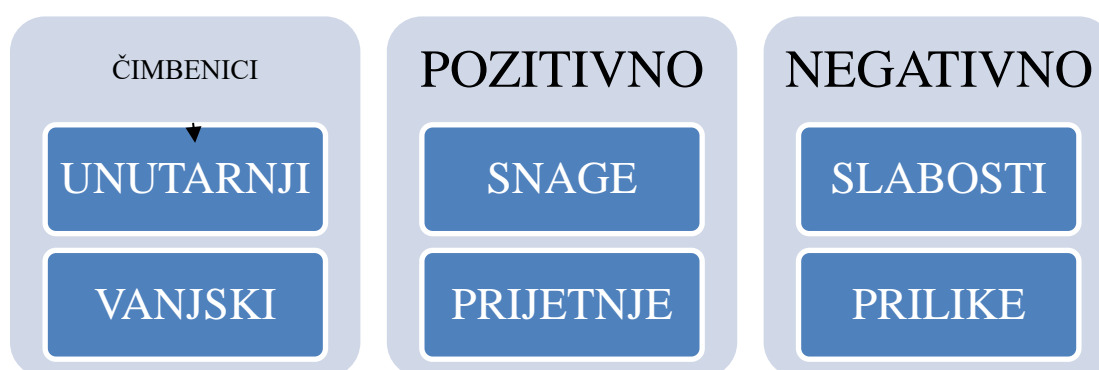 ČIMBENICI
UNUTARNJI
VANJSKI
POZITIVNO
SNAGE
PRIJETNJE
NEGATIVNO
SLABOSTI
PRILIKE